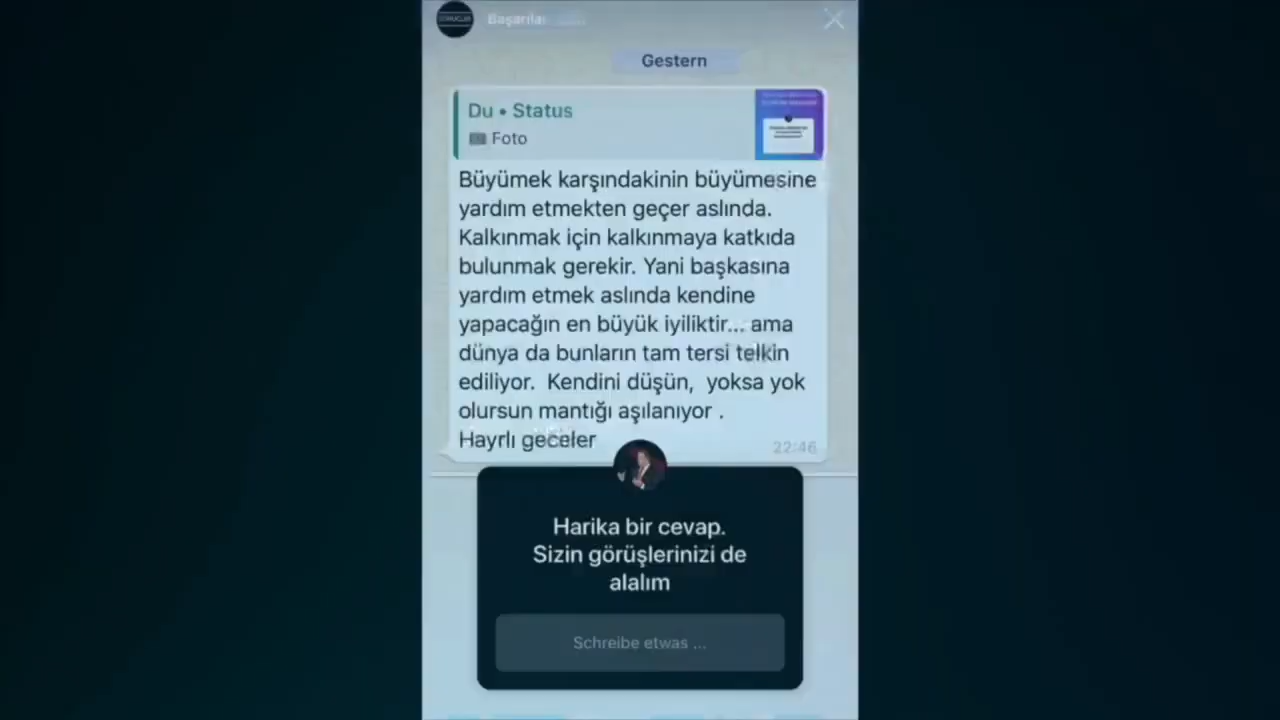 Başarılar
Gestern
Du • Status
Foto
Büyümek karşındakinin büyümesine
yardım etmekten geçer aslında.
Kalkınmak için kalkınmaya katkıda
bulunmak gerekir. Yani başkasına
yardım etmek aslında kendine
yapacağın en büyük iyiliktir... ama
dünya da bunların tam tersi telkin
ediliyor. Kendini düşün, yoksa yok
olursun mantığı aşılanıyor .
Hayrlı geceler
22:46
Harika bir cevap.
Sizin görüşlerinizi de
alalım
Schreibe etwas ...